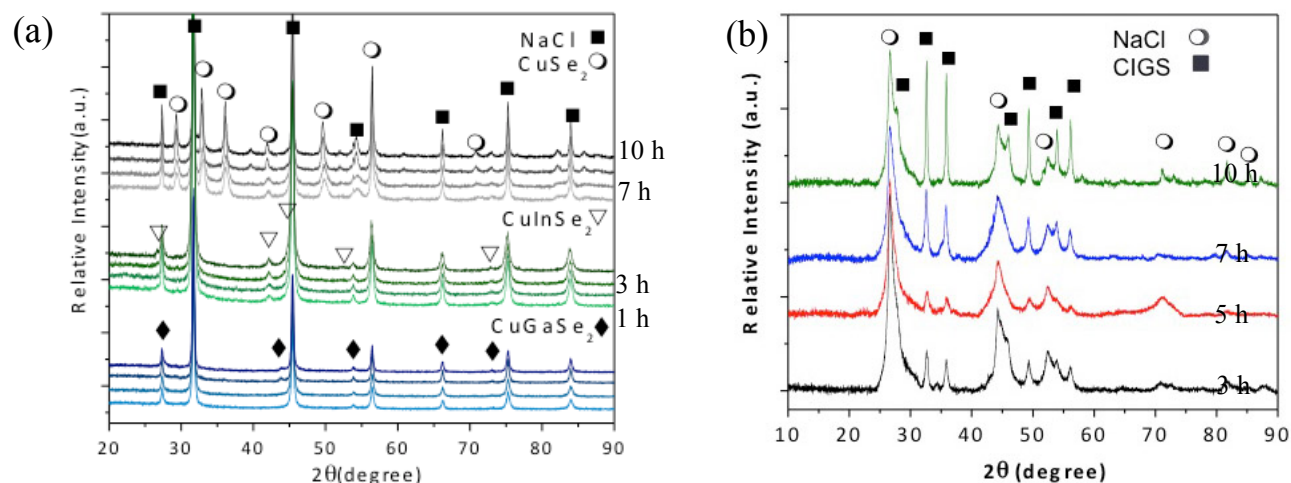 (a)
NaCl
CuSe2
10 h
7 h
CuInSe2
3 h
1 h
CuGaSe2
Relative Intensity(a.u.)
20 30 40 50 60 70 80 90
2θ(degree)
(b)
NaCl
CIGS
10 h
7 h
5 h
3 h
Relative Intensity (a.u.)
10 20 30 40 50 60 70 80 90
2θ (degree)